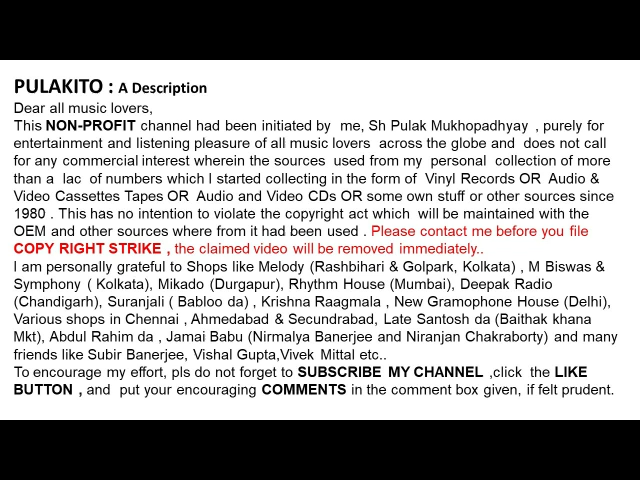 PULAKITO : A Description
Dear all music lovers,
This NON-PROFIT channel had been initiated by me, Sh Pulak Mukhopadhyay , purely for
entertainment and listening pleasure of all music lovers across the globe and does not call
for any commercial interest wherein the sources used from my personal collection of more
than a lac of numbers which I started collecting in the form of Vinyl Records OR Audio &
Video Cassettes Tapes OR Audio and Video CDs OR some own stuff or other sources since
1980 . This has no intention to violate the copyright act which will be maintained with the
OEM and other sources where from it had been used . Please contact me before you file
COPY RIGHT STRIKE , the claimed video will be removed immediately..
I am personally grateful to Shops like Melody (Rashbihari & Golpark, Kolkata) , M Biswas &
Symphony ( Kolkata), Mikado (Durgapur), Rhythm House (Mumbai), Deepak Radio
(Chandigarh), Suranjali ( Babloo da) , Krishna Raagmala , New Gramophone House (Delhi),
Various shops in Chennai , Ahmedabad & Secundrabad, Late Santosh da (Baithak khana
Mkt), Abdul Rahim da , Jamai Babu (Nirmalya Banerjee and Niranjan Chakraborty) and many
friends like Subir Banerjee, Vishal Gupta,Vivek Mittal etc..
To encourage my effort, pls do not forget to SUBSCRIBE MY CHANNEL ,click the LIKE
BUTTON , and put your encouraging COMMENTS in the comment box given, if felt prudent.